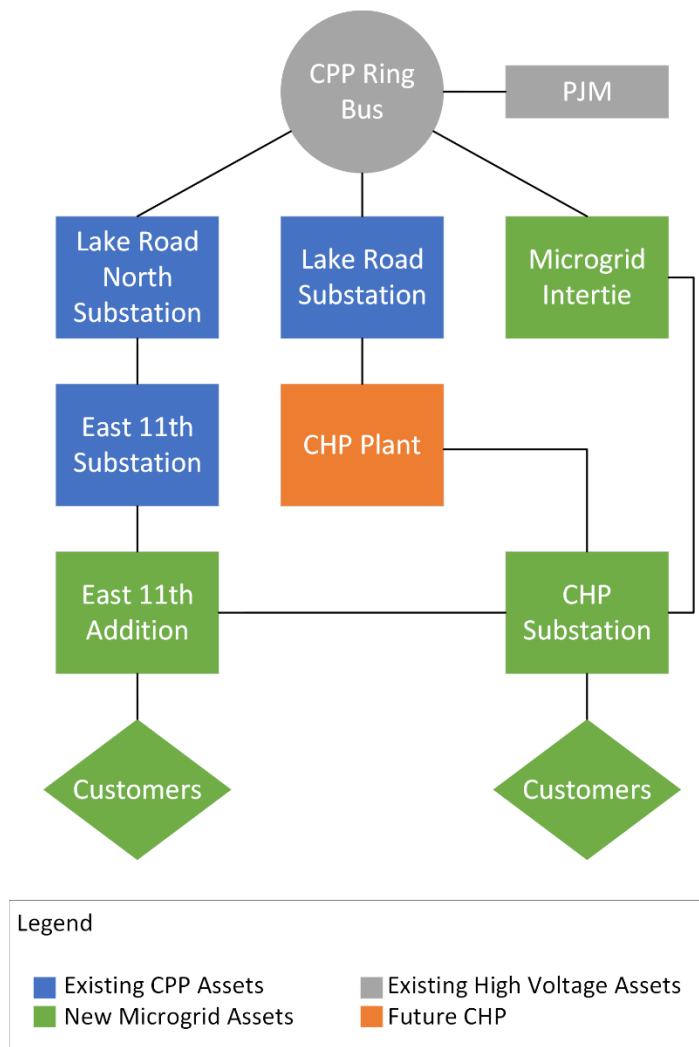 CPP Ring
Bus
PJM
Lake Road
North
Substation
Lake Road
Substation
Microgrid
Intertie
East 11th
Substation
CHP Plant
East 11th
Addition
CHP
Substation
Customers
Customers
Legend
Existing CPP Assets
Existing High Voltage Assets
New Microgrid Assets
Future CHP